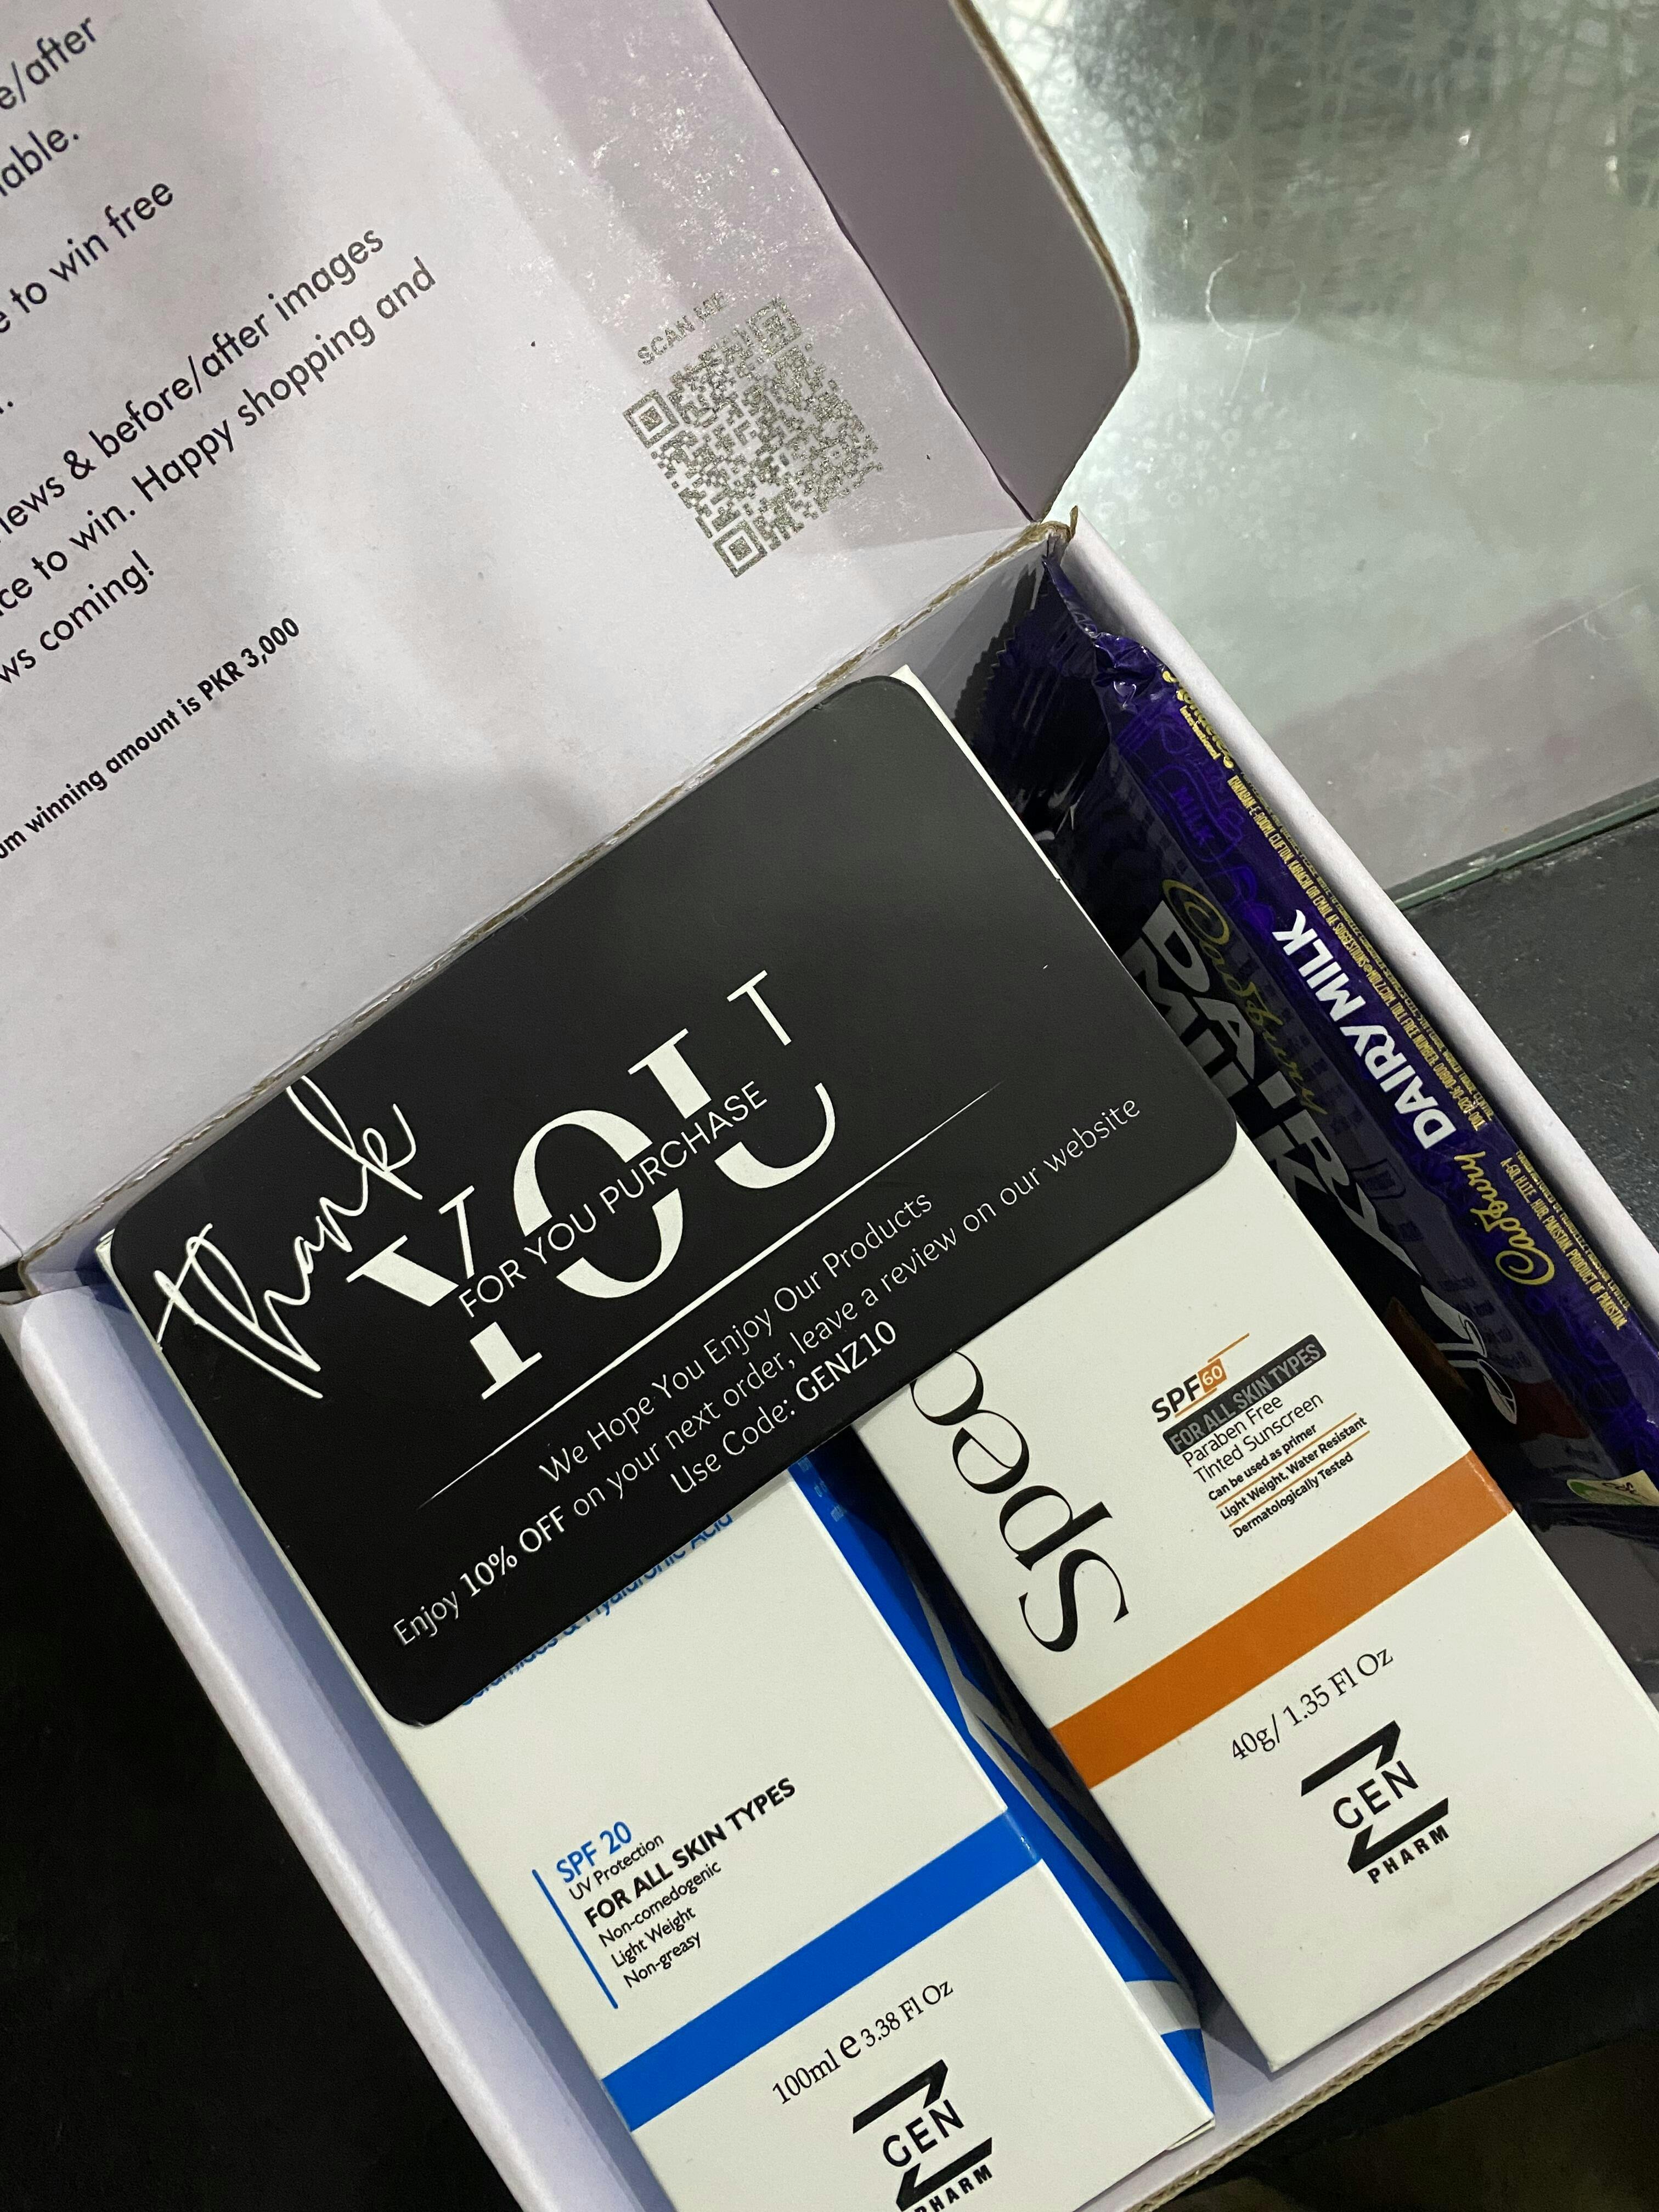 e/after
able.
to win free
& before/after images
to win. Happy shopping and
coming!
winning amount is PKR 3,000
SCAN ME
thank
YOU
FOR YOU PURCHASE
We Hope You Enjoy Our Products
Enjoy 10% OFF on your next order, leave a review on our website
Use Code: GENZ10
& Hyaluronic Acid
SPF 20
UV Protection
FOR ALL SKIN TYPES
Non-comedogenic
Light Weight
Non-greasy
100ml e 3.38 Fl Oz
GEN
PHARM
SPF60
FOR ALL SKIN TYPES
Paraben Free
Tinted Sunscreen
Can be used as primer
Light Weight, Water Resistant
Dermatologically Tested
40g/ 1.35 Fl Oz
GEN
PHARM
Cadbury
DAIRY
MILK
Cadbury DAIRY MILK